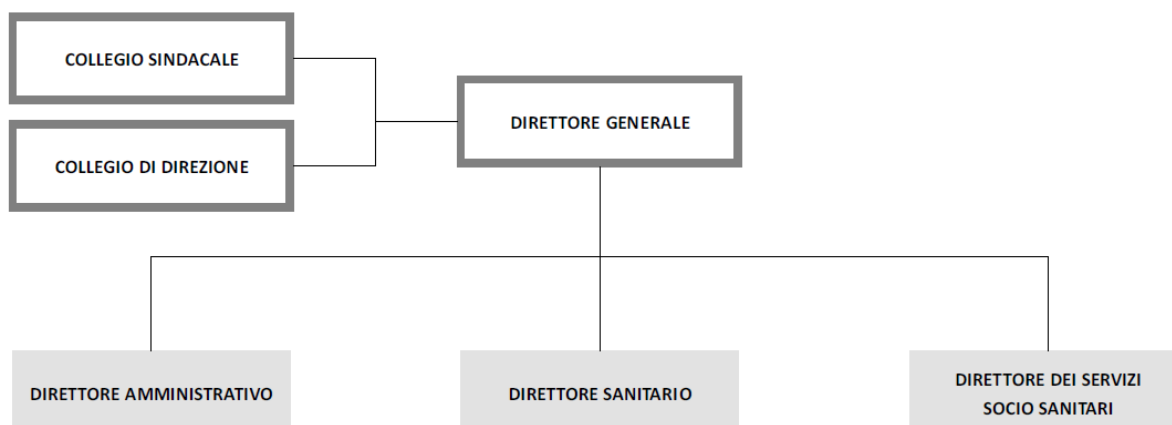 COLLEGIO SINDACALE
COLLEGIO DI DIREZIONE
DIRETTORE GENERALE
DIRETTORE AMMINISTRATIVO
DIRETTORE SANITARIO
DIRETTORE DEI SERVIZI
SOCIO SANITARI